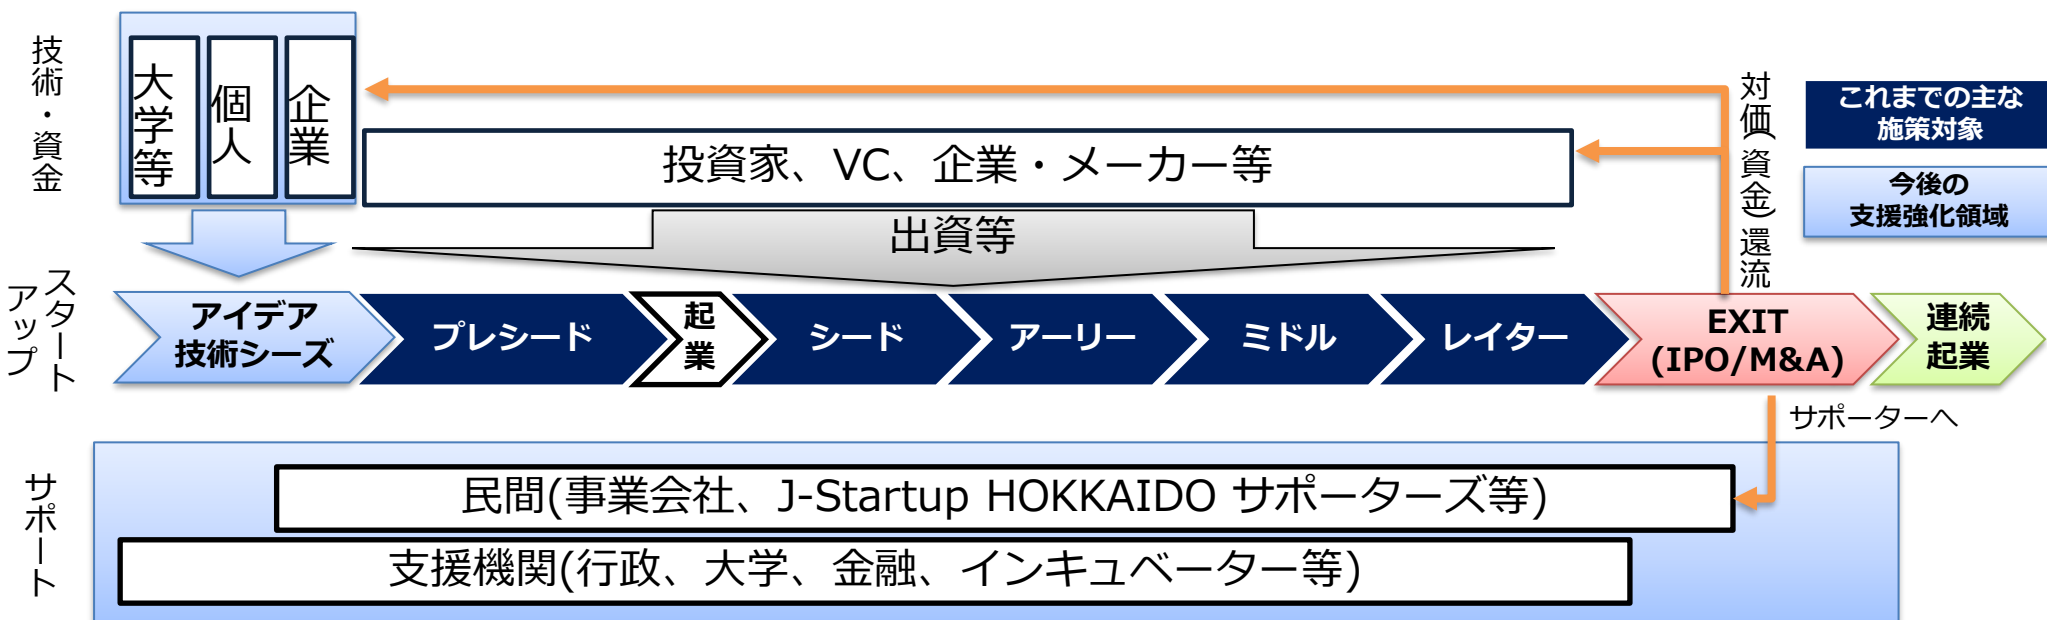 技術・資金
大学等
個人
企業
投資家、VC、企業・メーカー等
対価(資金)還流
これまでの主な
施策対象
今後の
支援強化領域
出資等
スタート
アップ
アイデア
技術シーズ
プレシード
起
業
シード
アーリー
ミドル
レイター
EXIT
(IPO/M&A)
連続
起業
サポーターへ
サポート
民間(事業会社、J-Startup HOKKAIDO サポーターズ等)
支援機関(行政、大学、金融、インキュベーター等)